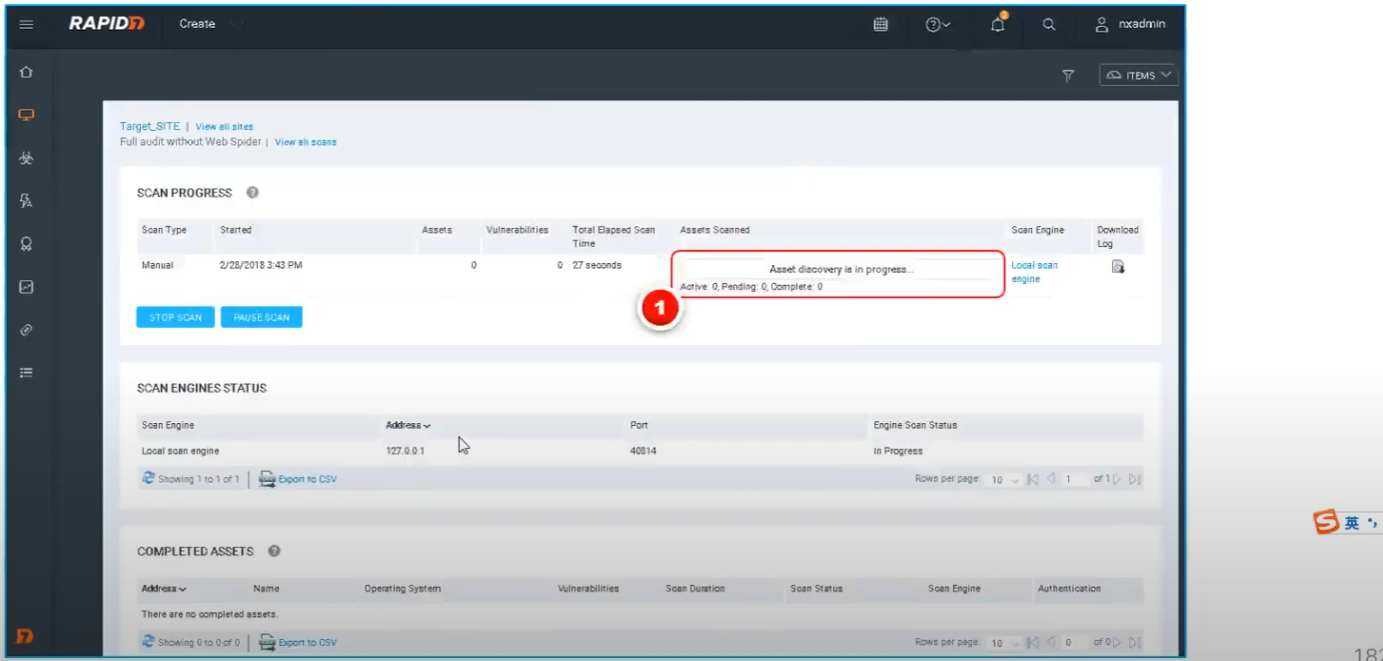 RAPID7 Create nxadmin
ITEMS
Target_SITE | View all sites
Full audit without Web Spider | View all scans
SCAN PROGRESS ?
Scan Type Started Assets Vulnerabilities Total Elapsed Scan Time Assets Scanned Scan Engine Download Log
Manual 2/28/2018 3:43 PM 0 0 27 seconds Asset discovery is in progress... Local scan engine
Active: 0, Pending: 0, Complete: 0
1
STOP SCAN PAUSE SCAN
SCAN ENGINES STATUS
Scan Engine Address Port Engine Scan Status
Local scan engine 127.0.0.1 40814 In Progress
Showing 1 to 1 of 1 | Export to CSV Rows per page: 10 1 of 1
COMPLETED ASSETS ?
Address Name Operating System Vulnerabilities Scan Duration Scan Status Scan Engine Authentication
There are no completed assets.
Showing 0 to 0 of 0 | Export to CSV Rows per page: 10 0 of 0
S 英 •,